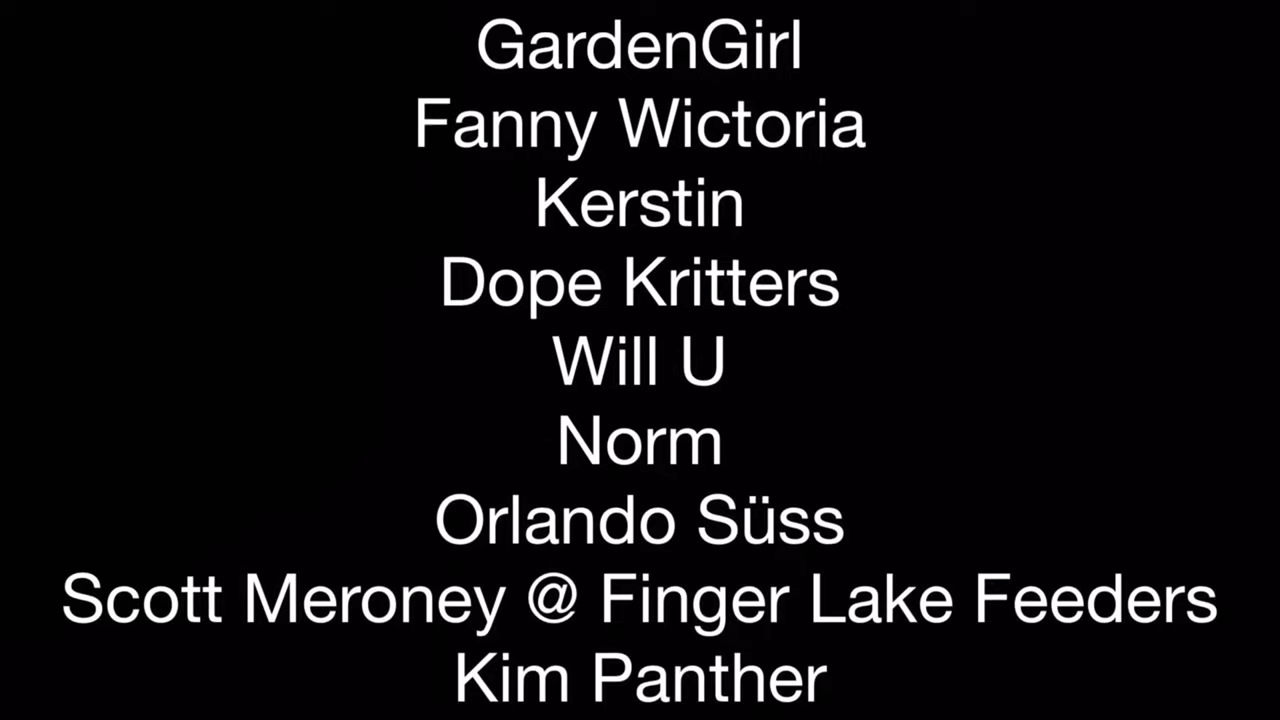 GardenGirl
Fanny Wictoria
Kerstin
Dope Kritters
Will U
Norm
Orlando Süss
Scott Meroney @ Finger Lake Feeders
Kim Panther